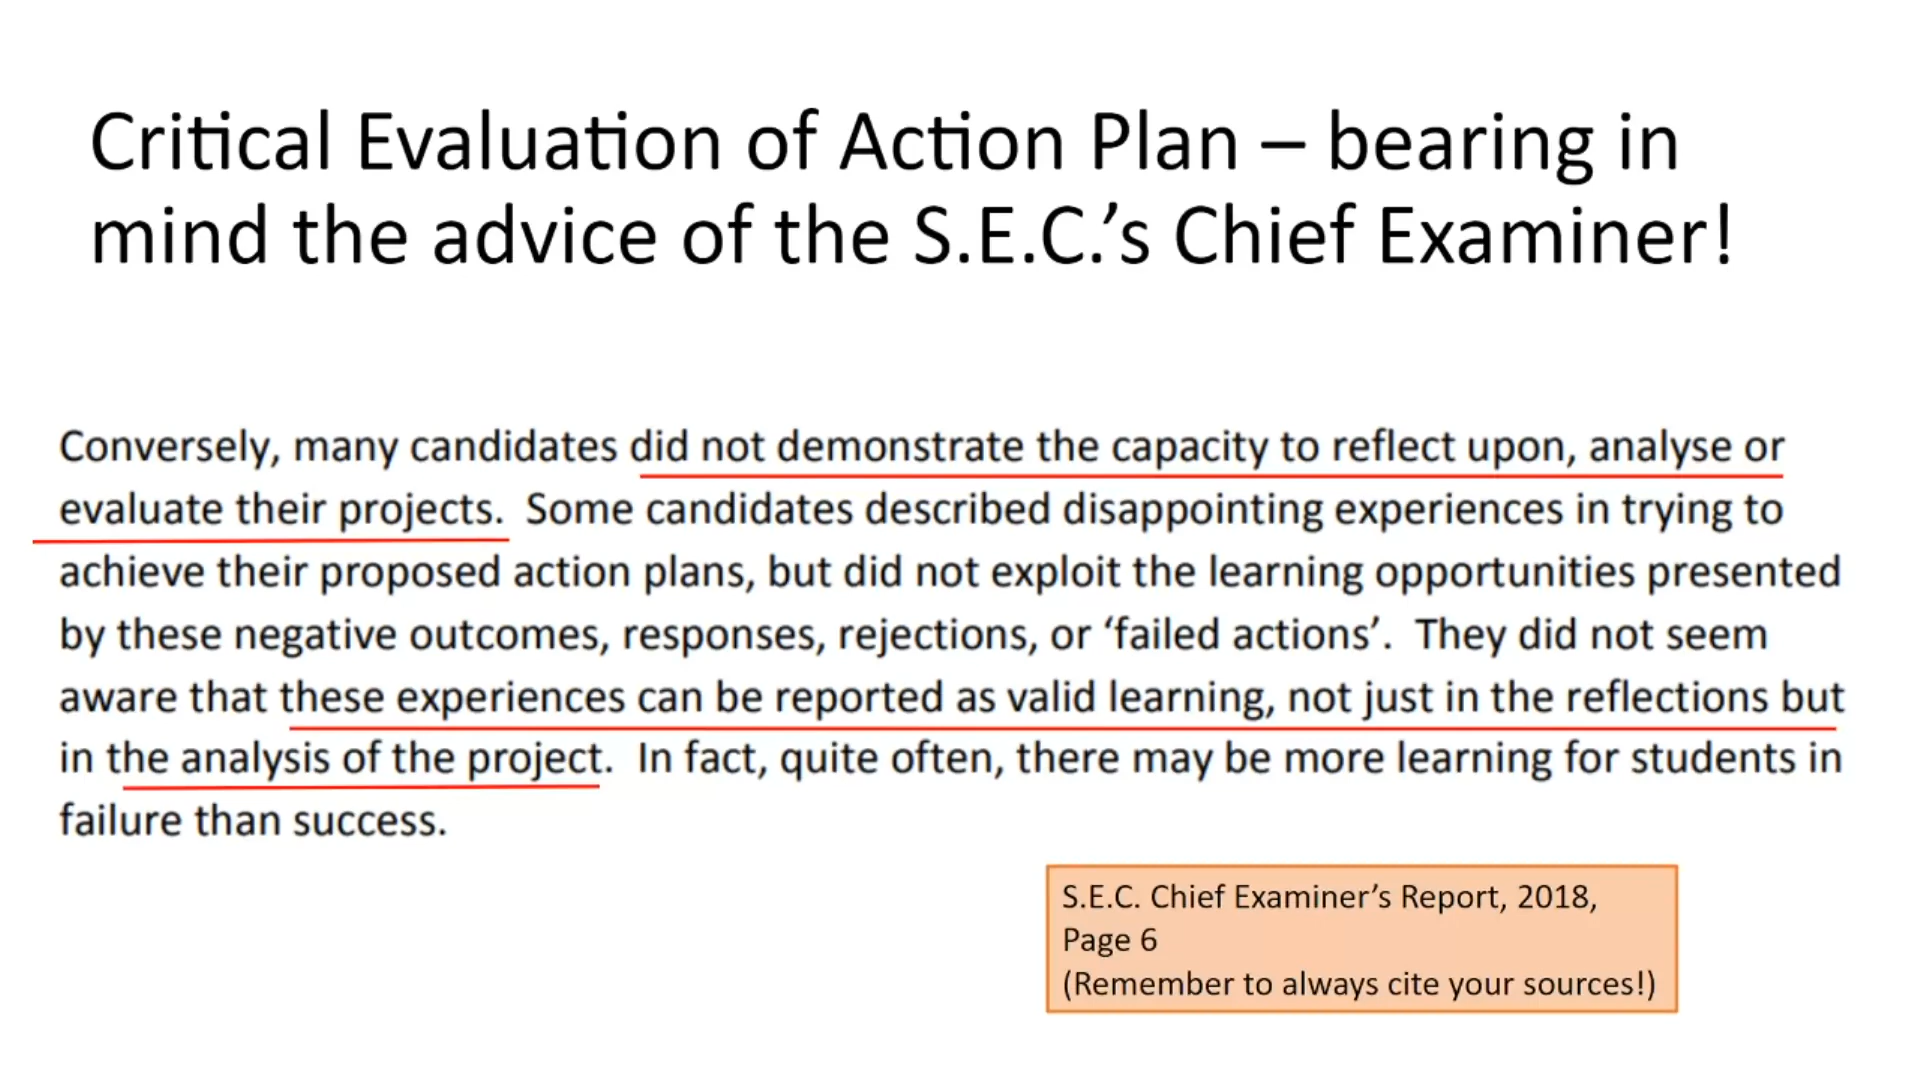 Critical Evaluation of Action Plan – bearing in
mind the advice of the S.E.C.’s Chief Examiner!
Conversely, many candidates did not demonstrate the capacity to reflect upon, analyse or
evaluate their projects.  Some candidates described disappointing experiences in trying to
achieve their proposed action plans, but did not exploit the learning opportunities presented
by these negative outcomes, responses, rejections, or ‘failed actions’.  They did not seem
aware that these experiences can be reported as valid learning, not just in the reflections but
in the analysis of the project.  In fact, quite often, there may be more learning for students in
failure than success.
S.E.C. Chief Examiner’s Report, 2018,
Page 6
(Remember to always cite your sources!)